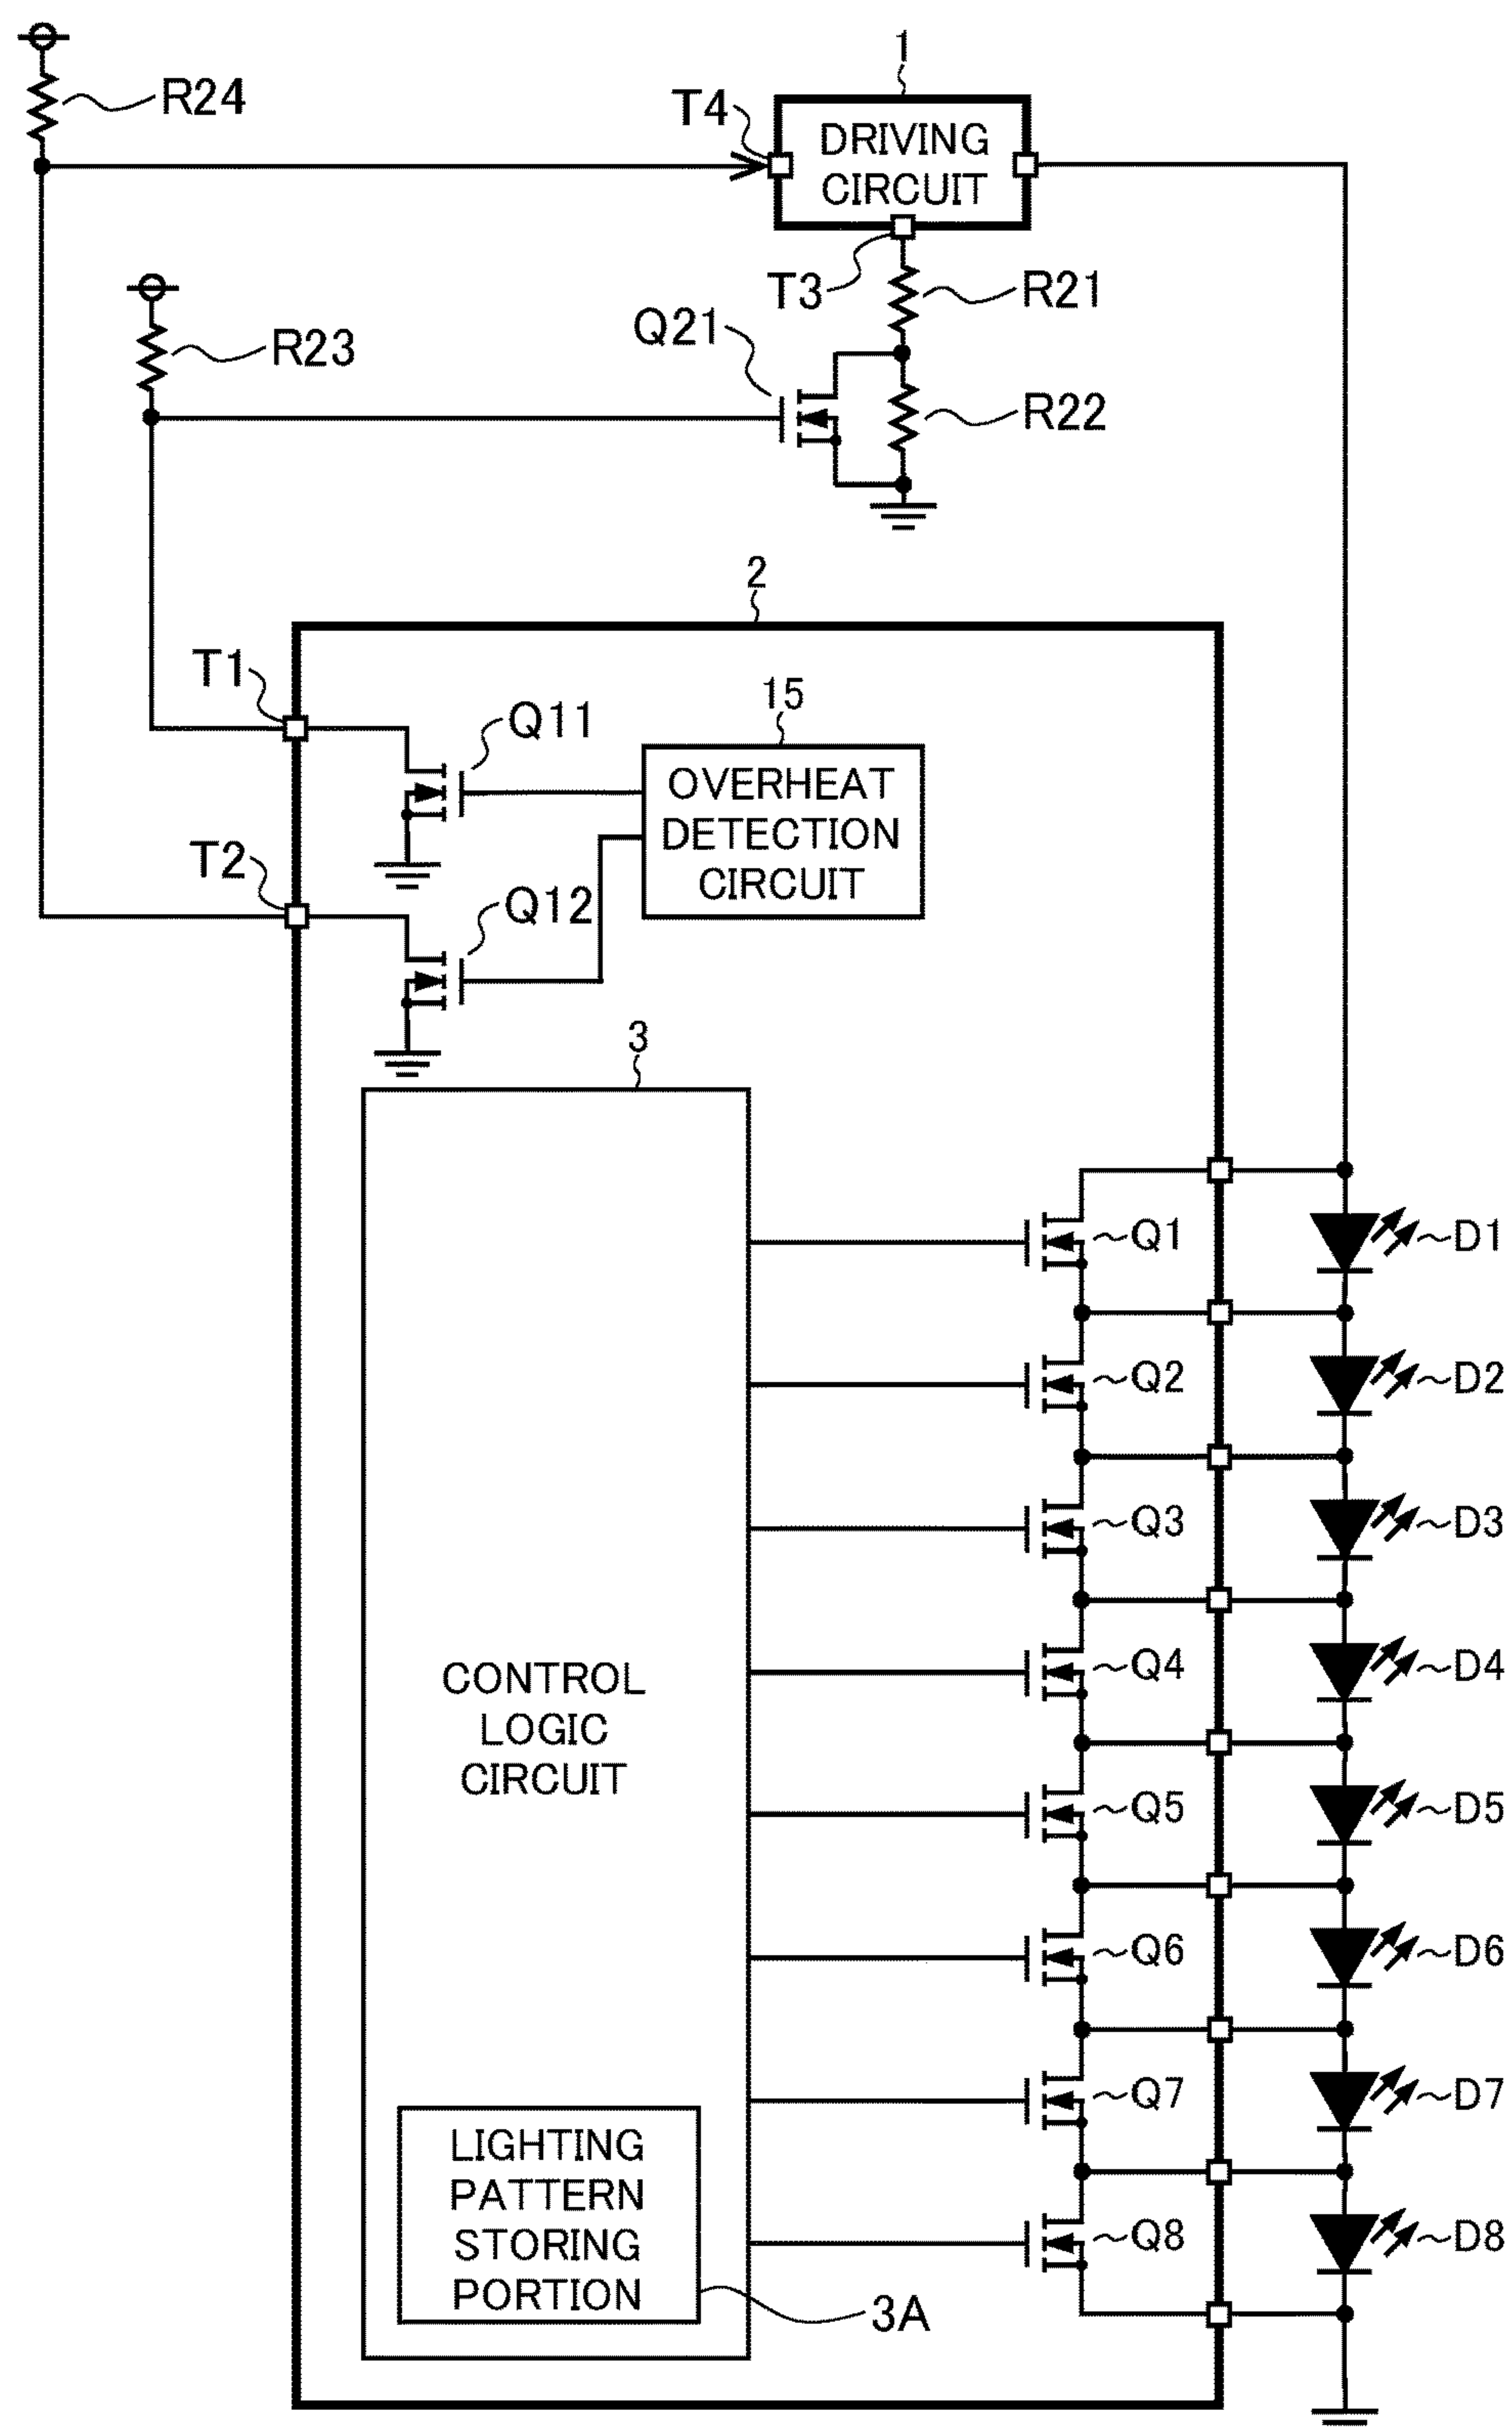 1
R24
T4
DRIVING
CIRCUIT
T3
R21
R23
Q21
R22
2
T1
15
Q11
OVERHEAT
DETECTION
CIRCUIT
T2
Q12
3
Q1
D1
Q2
D2
Q3
D3
Q4
D4
CONTROL
LOGIC
CIRCUIT
Q5
D5
Q6
D6
Q7
D7
LIGHTING
PATTERN
STORING
PORTION
Q8
D8
3A